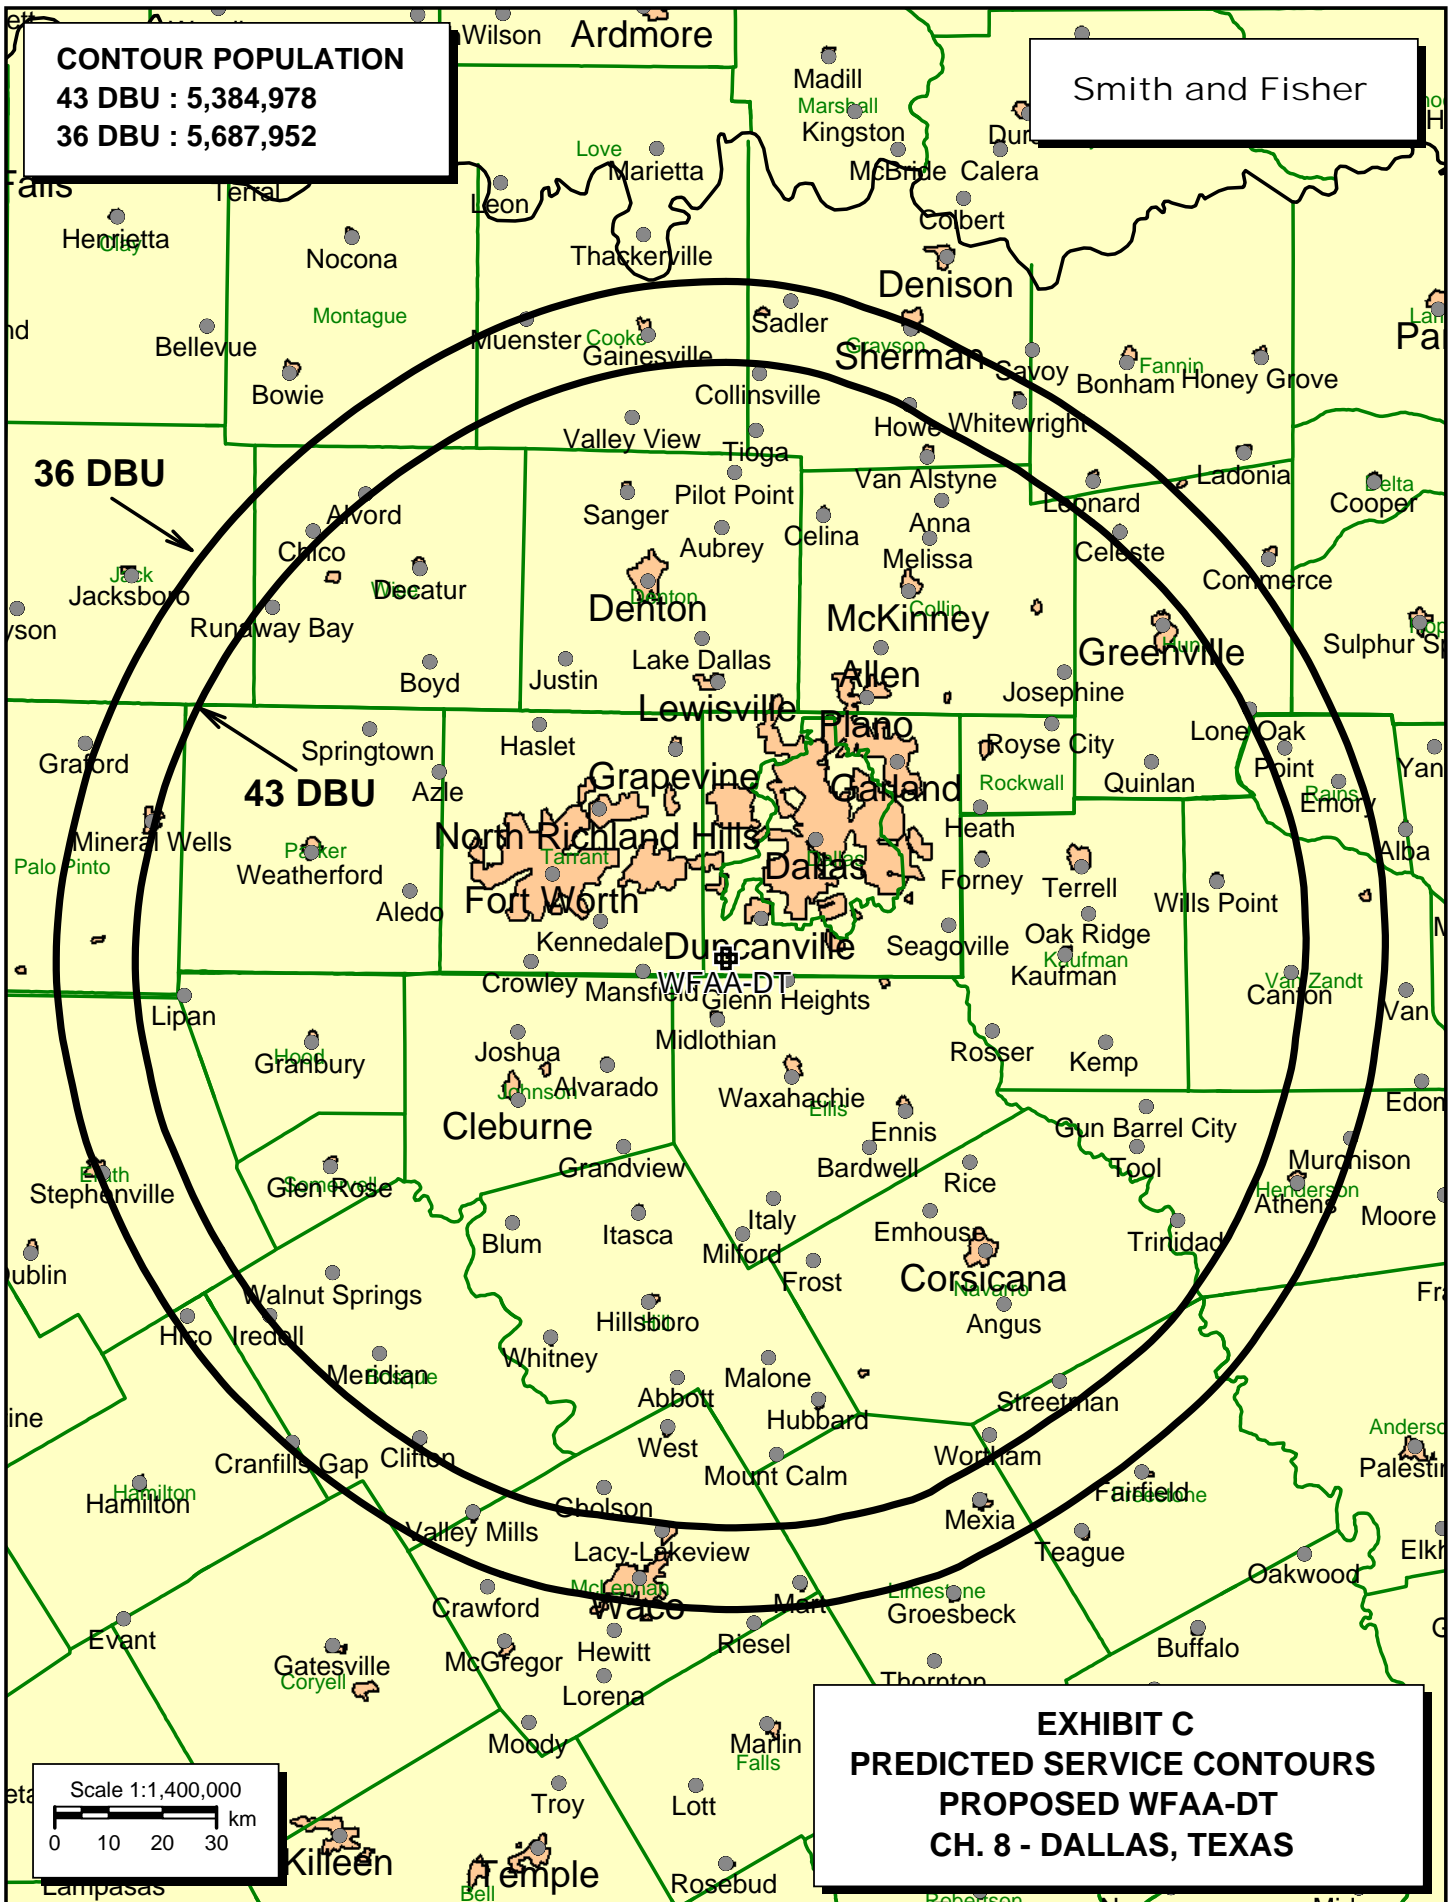 CONTOUR POPULATION
43 DBU : 5,384,978
36 DBU : 5,687,952
Smith and Fisher
Wilson
Ardmore
Madill
Marshall
Kingston
Love
Marietta
McBride
Calera
Falls
Terral
Leon
Colbert
Henrietta
Clay
Nocona
Thackerville
Denison
Montague
Sadler
Bellevue
Muenster
Cooke
Gainesville
Grayson
Sherman
Savoy
Bonham
Fannin
Honey Grove
Bowie
Collinsville
Howe
Whitewright
Valley View
Tioga
36 DBU
Van Alstyne
Ladonia
Pilot Point
Leonard
Delta
Cooper
Alvord
Sanger
Anna
Celina
Chico
Aubrey
Melissa
Celeste
Jack
Jacksboro
Wise
Decatur
Denton
Denton
Collin
McKinney
Commerce
Runaway Bay
Lake Dallas
Hun
Greenville
Sulphur S
Boyd
Justin
Allen
Josephine
Lewisville
Plano
Springtown
Haslet
Royse City
Lone Oak
Graford
Grapevine
Point
43 DBU
Azle
Garland
Rockwall
Quinlan
Rains
Emory
Mineral Wells
North Richland Hills
Heath
Palo Pinto
Parker
Weatherford
Tarrant
Dallas
Dallas
Forney
Terrell
Alba
Aledo
Fort Worth
Wills Point
Kennedale
Duncanville
Seagoville
Oak Ridge
Kaufman
Kaufman
Crowley
Mansfield
WFAA-DT
Glenn Heights
Van Zandt
Canton
Van
Lipan
Midlothian
Hood
Granbury
Joshua
Rosser
Kemp
Johnson
Alvarado
Waxahachie
Ellis
Cleburne
Ennis
Gun Barrel City
Grandview
Bardwell
Tool
Murchison
Erath
Stephenville
Somervell
Glen Rose
Rice
Henderson
Athens
Moore
Blum
Itasca
Italy
Emhouse
Milford
Trinidad
Frost
Corsicana
Navarro
Walnut Springs
Hico
Iredell
Hillsboro
Hill
Angus
Whitney
Meridian
Bosque
Malone
Abbott
Hubbard
Streetman
West
Cranfills Gap
Clifton
Mount Calm
Wortham
Hamilton
Hamilton
Fairfield
Freestone
Gholson
Valley Mills
Mexia
Lacy-Lakeview
Teague
Oakwood
McLennan
Crawford
Waco
Mart
Limestone
Groesbeck
Evant
Hewitt
Riesel
Buffalo
Gatesville
Coryell
McGregor
Lorena
Thornton
Moody
Marlin
Falls
Troy
Lott
Killeen
Temple
Bell
Rosebud
Lampasas
Robertson
Scale 1:1,400,000
km
0 10 20 30
EXHIBIT C
PREDICTED SERVICE CONTOURS
PROPOSED WFAA-DT
CH. 8 - DALLAS, TEXAS